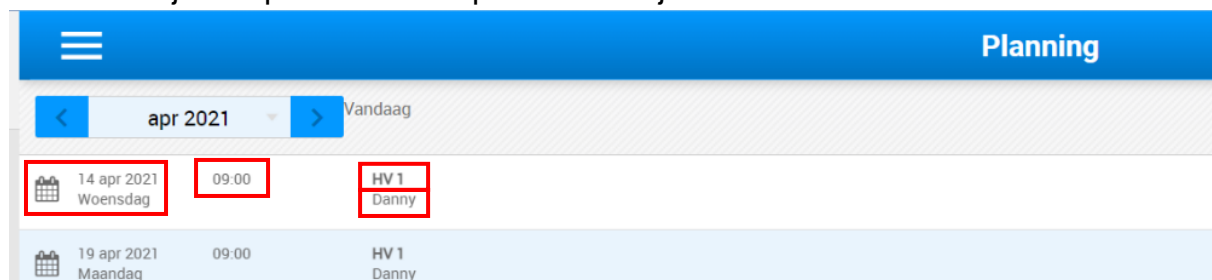 Planning
apr 2021
Vandaag
14 apr 2021 09:00 HV 1
Woensdag Danny
19 apr 2021 09:00 HV 1
Maandag Danny